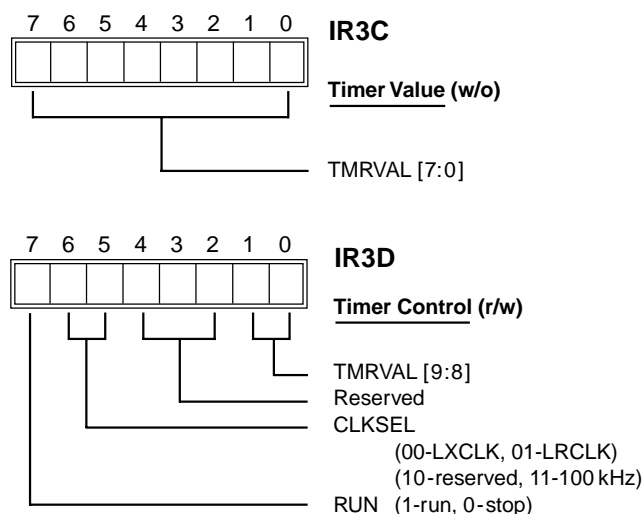 7 6 5 4 3 2 1 0
IR3C
Timer Value (w/o)
TMRVAL [7:0]
7 6 5 4 3 2 1 0
IR3D
Timer Control (r/w)
TMRVAL [9:8]
Reserved
CLKSEL
(00-LXCLK, 01-LRCLK)
(10-reserved, 11-100 kHz)
RUN (1-run, 0-stop)